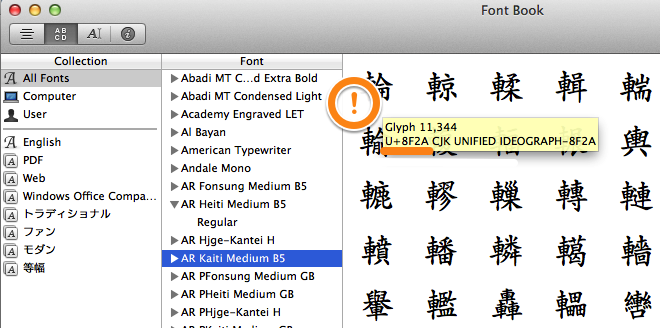 Font Book
Collection
All Fonts
Computer
User
English
PDF
Web
Windows Office Compa...
トラディショナル
ファン
モダン
等幅
Font
Abadi MT C...d Extra Bold
Abadi MT Condensed Light
Academy Engraved LET
Al Bayan
American Typewriter
Andale Mono
AR Fonsung Medium B5
AR Heiti Medium B5
Regular
AR Hjge-Kantei H
AR Kaiti Medium B5
AR PFonsung Medium GB
AR PHeiti Medium GB
AR PHjge-Kantei H
AR PKaiti Medium GB
輪 輬 輮 輯 輲
Glyph 11,344
U+8F2A CJK UNIFIED IDEOGRAPH-8F2A
輸 輿
轆 轇 轈 轉
轒 轓 轔 轕 轖
轝 轞 轟 轠 轡